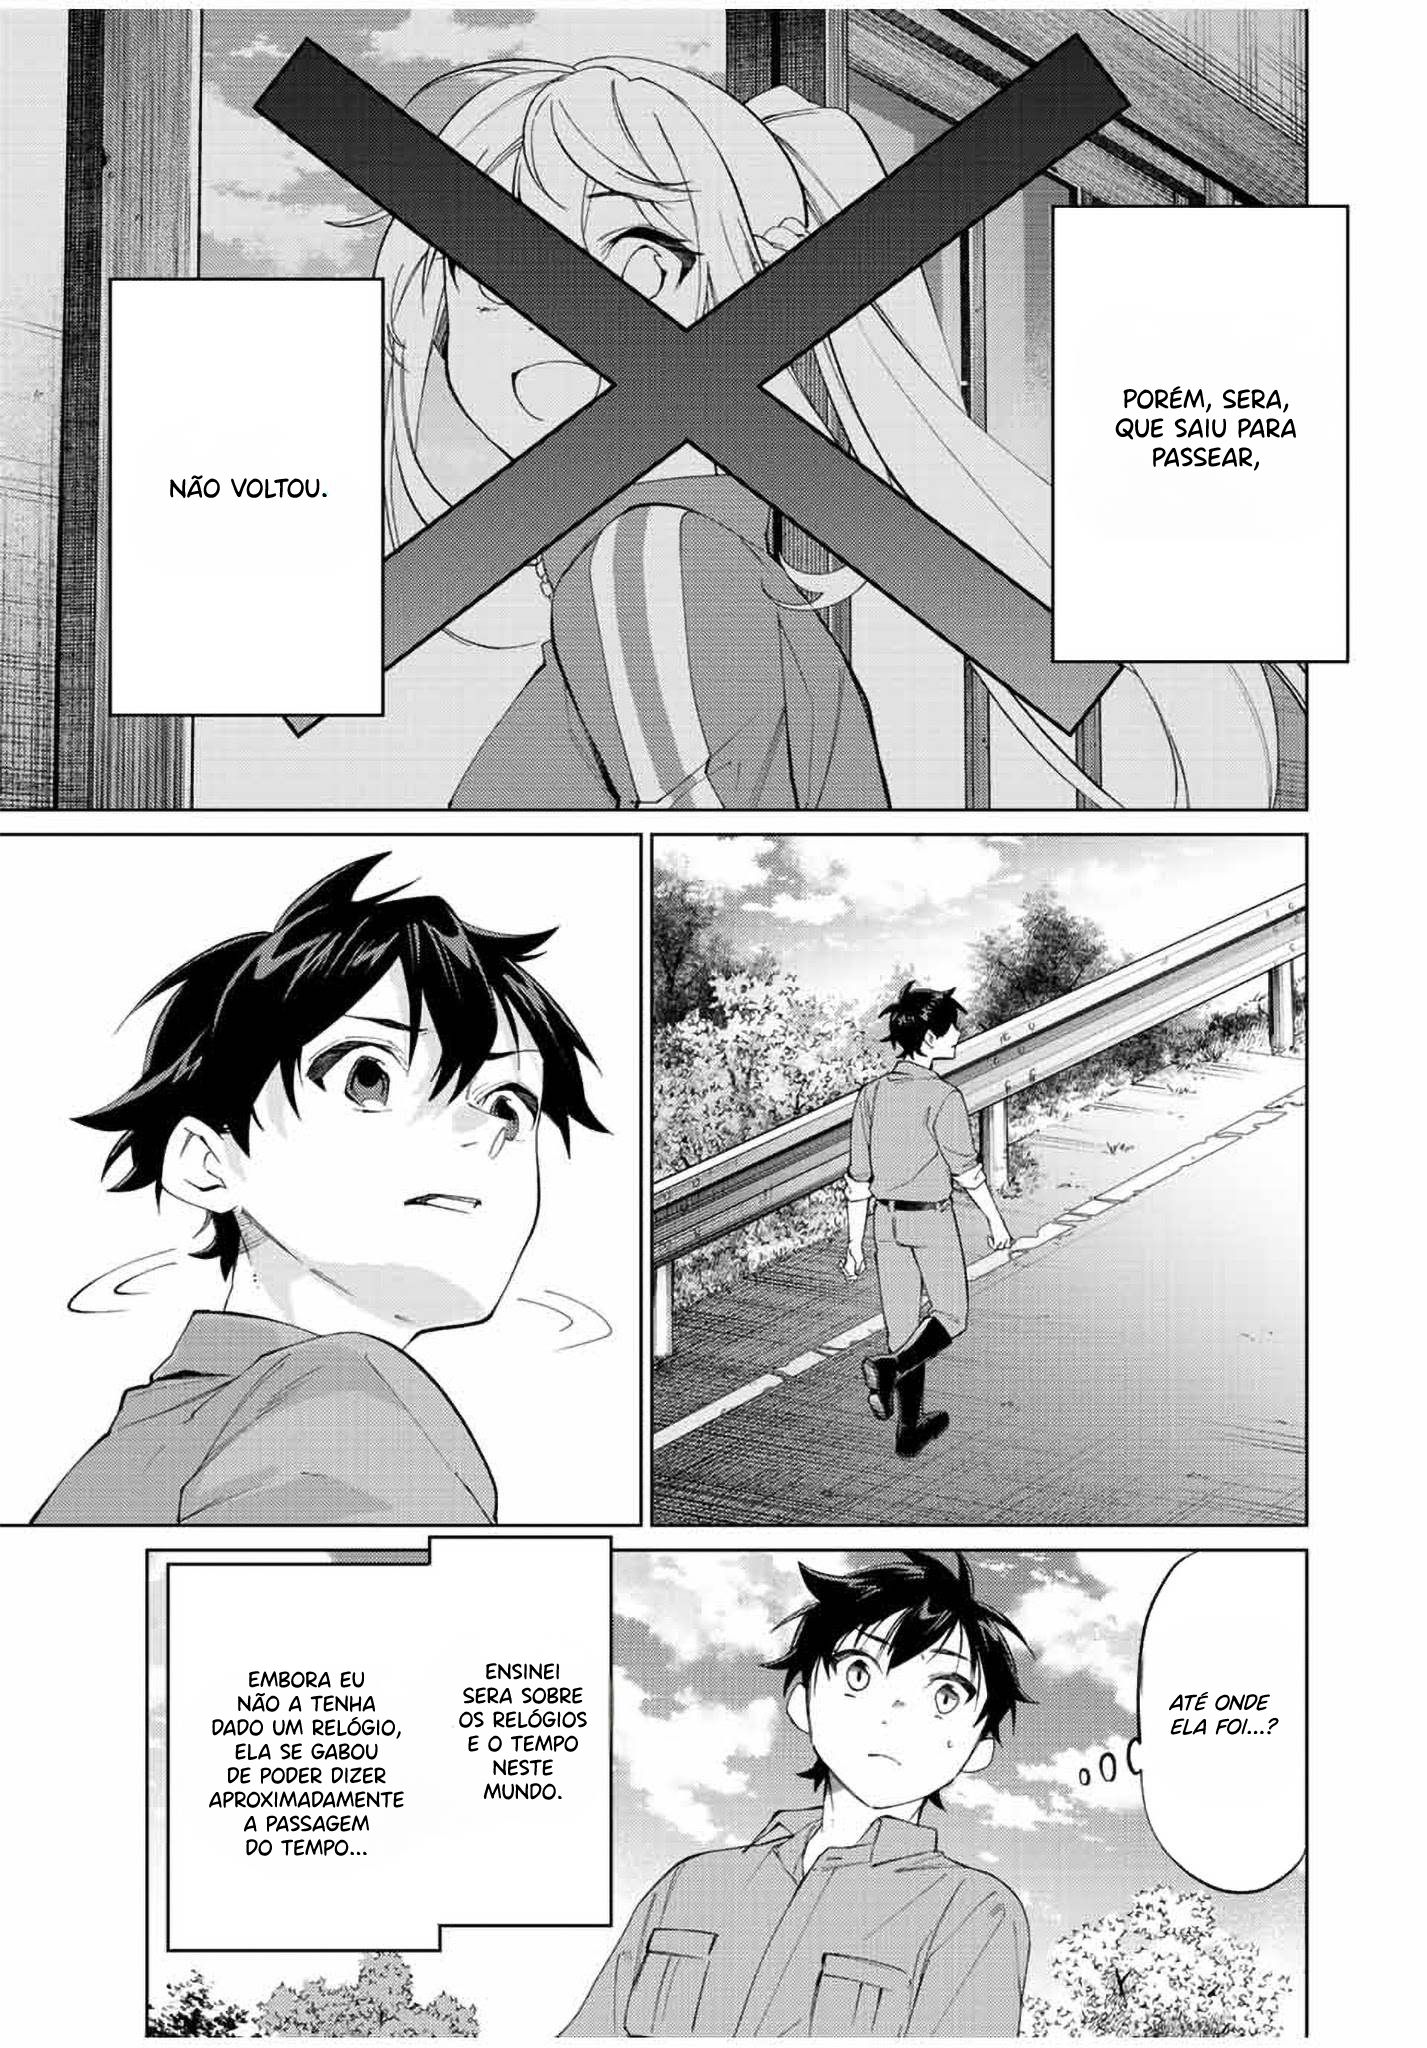 PORÉM, SERA,
QUE SAIU PARA
PASSEAR,
NÃO VOLTOU.
ATÉ ONDE
ELA FOI...?
ENSINEI
SERA SOBRE
OS RELÓGIOS
E O TEMPO
NESTE
MUNDO.
EMBORA EU
NÃO A TENHA
DADO UM RELÓGIO,
ELA SE GABOU
DE PODER DIZER
APROXIMADAMENTE
A PASSAGEM
DO TEMPO...